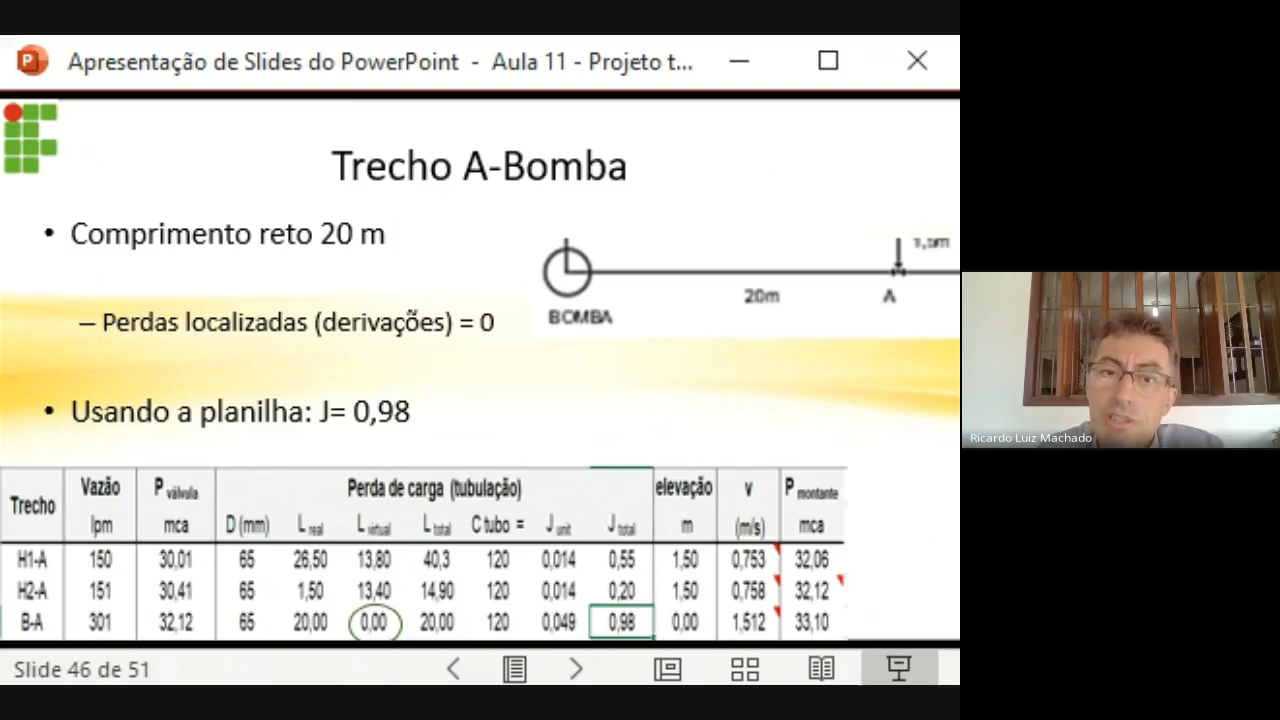 Apresentação de Slides do PowerPoint - Aula 11 - Projeto t...
Trecho A-Bomba
• Comprimento reto 20 m
1,5m
20m
A
BOMBA
– Perdas localizadas (derivações) = 0
• Usando a planilha: J= 0,98
Trecho Vazão P válvula Perda de carga (tubulação) elevação v P montante
lpm mca D (mm) L real L virtual L total C tubo = J unit J total m (m/s) mca
H1-A 150 30,01 65 26,50 13,80 40,3 120 0,014 0,55 1,50 0,753 32,06
H2-A 151 30,41 65 1,50 13,40 14,90 120 0,014 0,20 1,50 0,758 32,12
B-A 301 32,12 65 20,00 0,00 20,00 120 0,049 0,98 0,00 1,512 33,10
Slide 46 de 51
Ricardo Luiz Machado